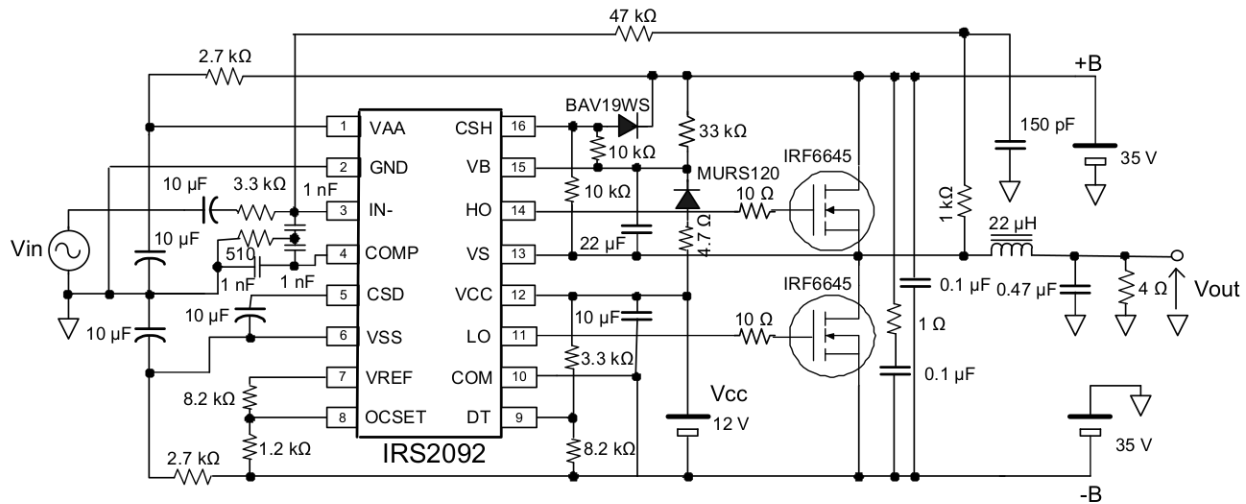 47 kΩ
2.7 kΩ
+B
BAV19WS
1 VAA CSH 16
33 kΩ
150 pF
10 kΩ
IRF6645
35 V
2 GND VB 15
MURS120
10 µF 3.3 kΩ 1 nF
10 kΩ
10 Ω
3 IN- HO 14
1 kΩ
22 µH
Vin
10 µF
510
22 µF
4.7 Ω
4 COMP VS 13
1 nF 1 nF
IRF6645
0.1 µF
0.47 µF
4 Ω
Vout
5 CSD VCC 12
10 µF
10 µF
10 µF
10 Ω
1 Ω
6 VSS LO 11
3.3 kΩ
0.1 µF
7 VREF COM 10
8.2 kΩ
Vcc
12 V
8 OCSET DT 9
35 V
1.2 kΩ
IRS2092
8.2 kΩ
2.7 kΩ
-B